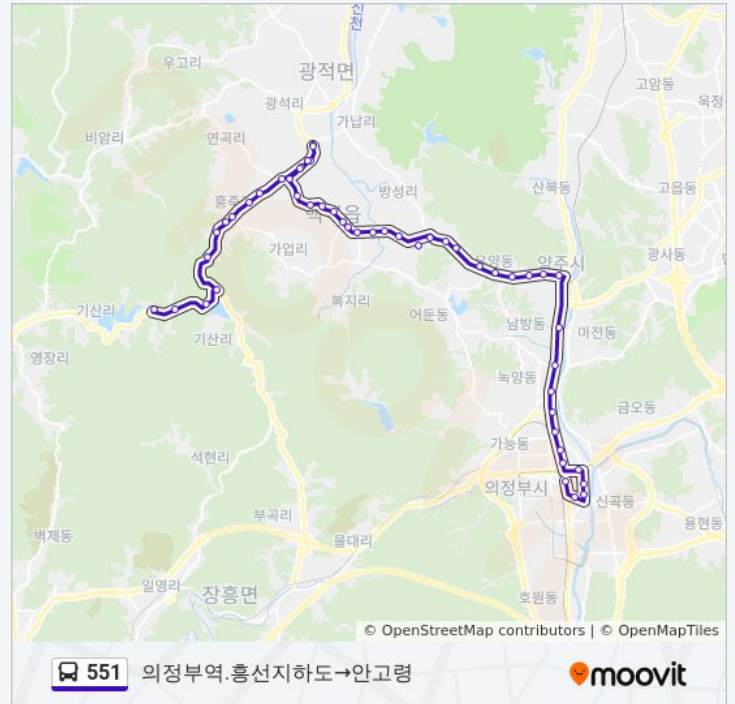 진천
우고리
광적면
고암동
광석리
옥정
가납리
비암리
연곡리
산북동
고읍동
방성리
홍죽
읍
가업리
유양동
양주시
광사동
복지리
기산리
어둔동
남방동
마전동
기산리
영장리
녹양동
금오동
가능동
석현리
의정부시
신곡동
부곡리
용현동
벽제동
울대리
일영리
장흥면
호원동
© OpenStreetMap contributors | © OpenMapTiles
551
의정부역.흥선지하도→안고령
moovit